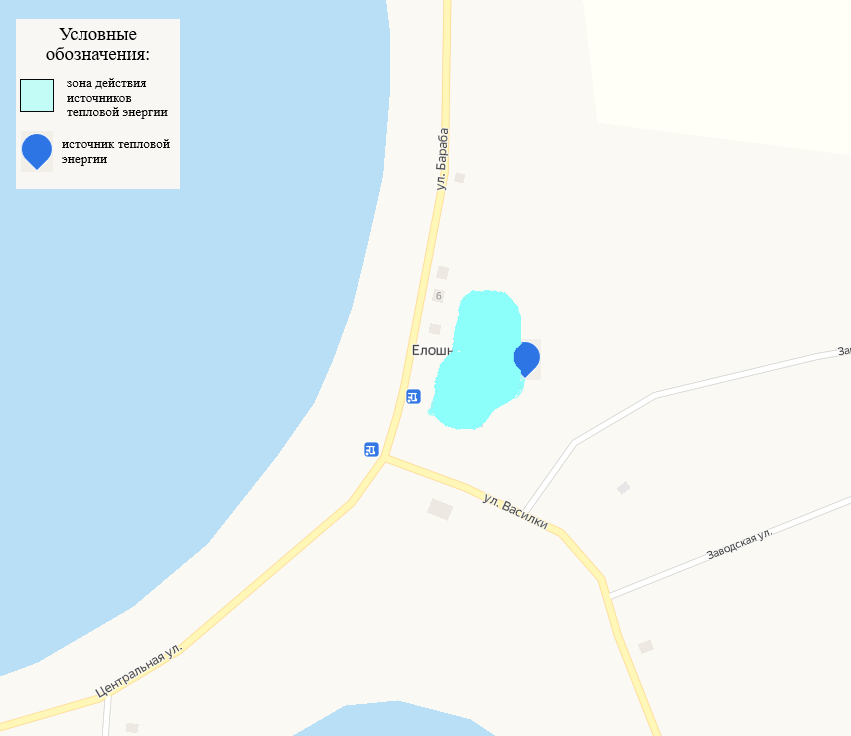 Условные
обозначения:
зона действия
источников
тепловой энергии
источник тепловой
энергии
ул. Бараба
6
Елошн
За
ул. Василки
Заводская ул.
Центральная ул.